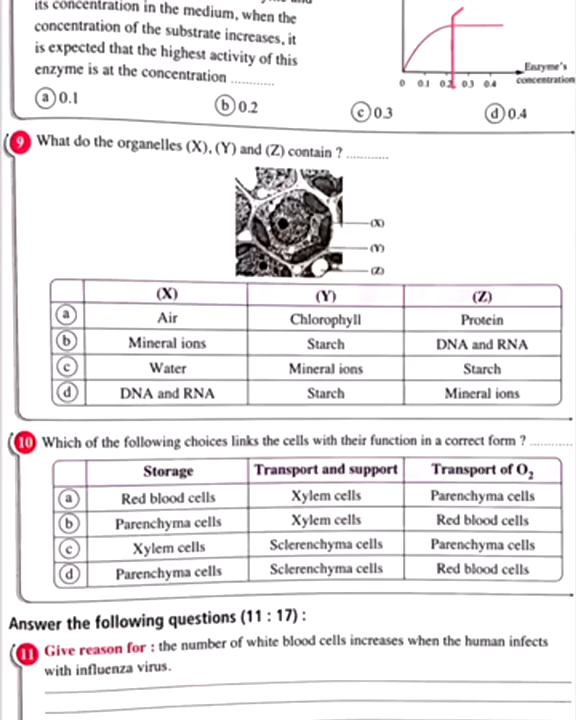 its concentration in the medium, when the
concentration of the substrate increases, it
is expected that the highest activity of this
enzyme is at the concentration ............
Enzyme's
concentration
0 0.1 0.2 0.3 0.4
a 0.1 b 0.2 c 0.3 d 0.4
9 What do the organelles (X), (Y) and (Z) contain ? ............
(X)
(Y)
(Z)
(X) (Y) (Z)
a Air Chlorophyll Protein
b Mineral ions Starch DNA and RNA
c Water Mineral ions Starch
d DNA and RNA Starch Mineral ions
10 Which of the following choices links the cells with their function in a correct form ? ............
Storage Transport and support Transport of O2
a Red blood cells Xylem cells Parenchyma cells
b Parenchyma cells Xylem cells Red blood cells
c Xylem cells Sclerenchyma cells Parenchyma cells
d Parenchyma cells Sclerenchyma cells Red blood cells
Answer the following questions (11 : 17) :
11 Give reason for : the number of white blood cells increases when the human infects
with influenza virus.